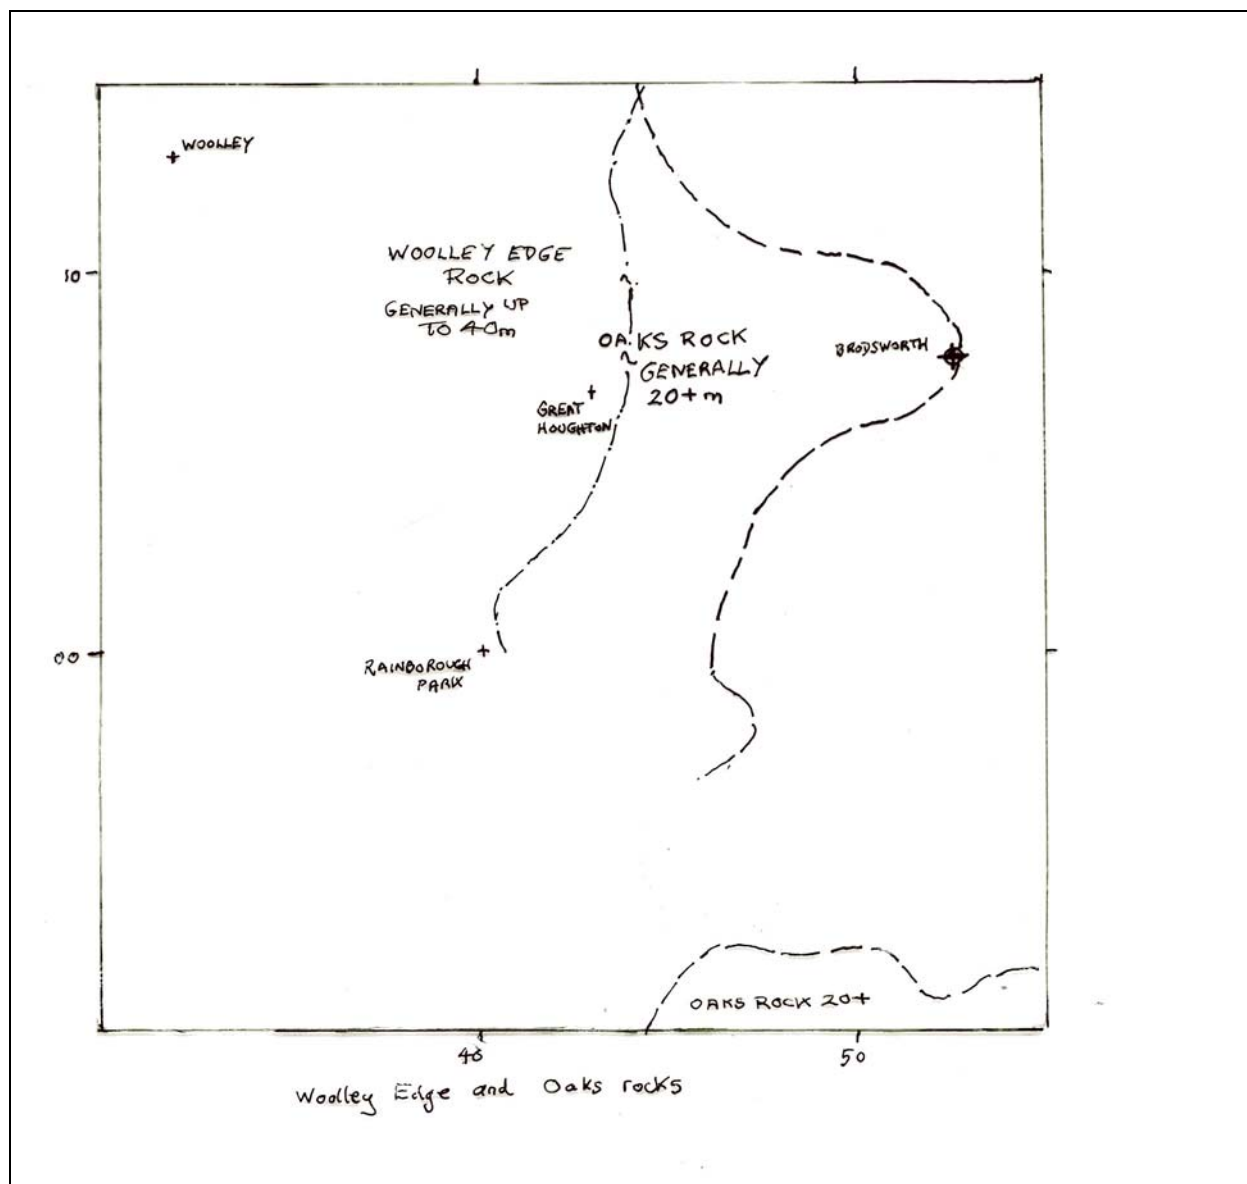 WOOLLEY
WOOLLEY EDGE
ROCK
GENERALLY UP
TO 40m
10
OAKS ROCK
GENERALLY
20+ m
BRODSWORTH
GREAT
HOUGHTON
00
RAINBOROUGH
PARK
OAKS ROCK 20+
40
50
Woolley Edge and Oaks rocks